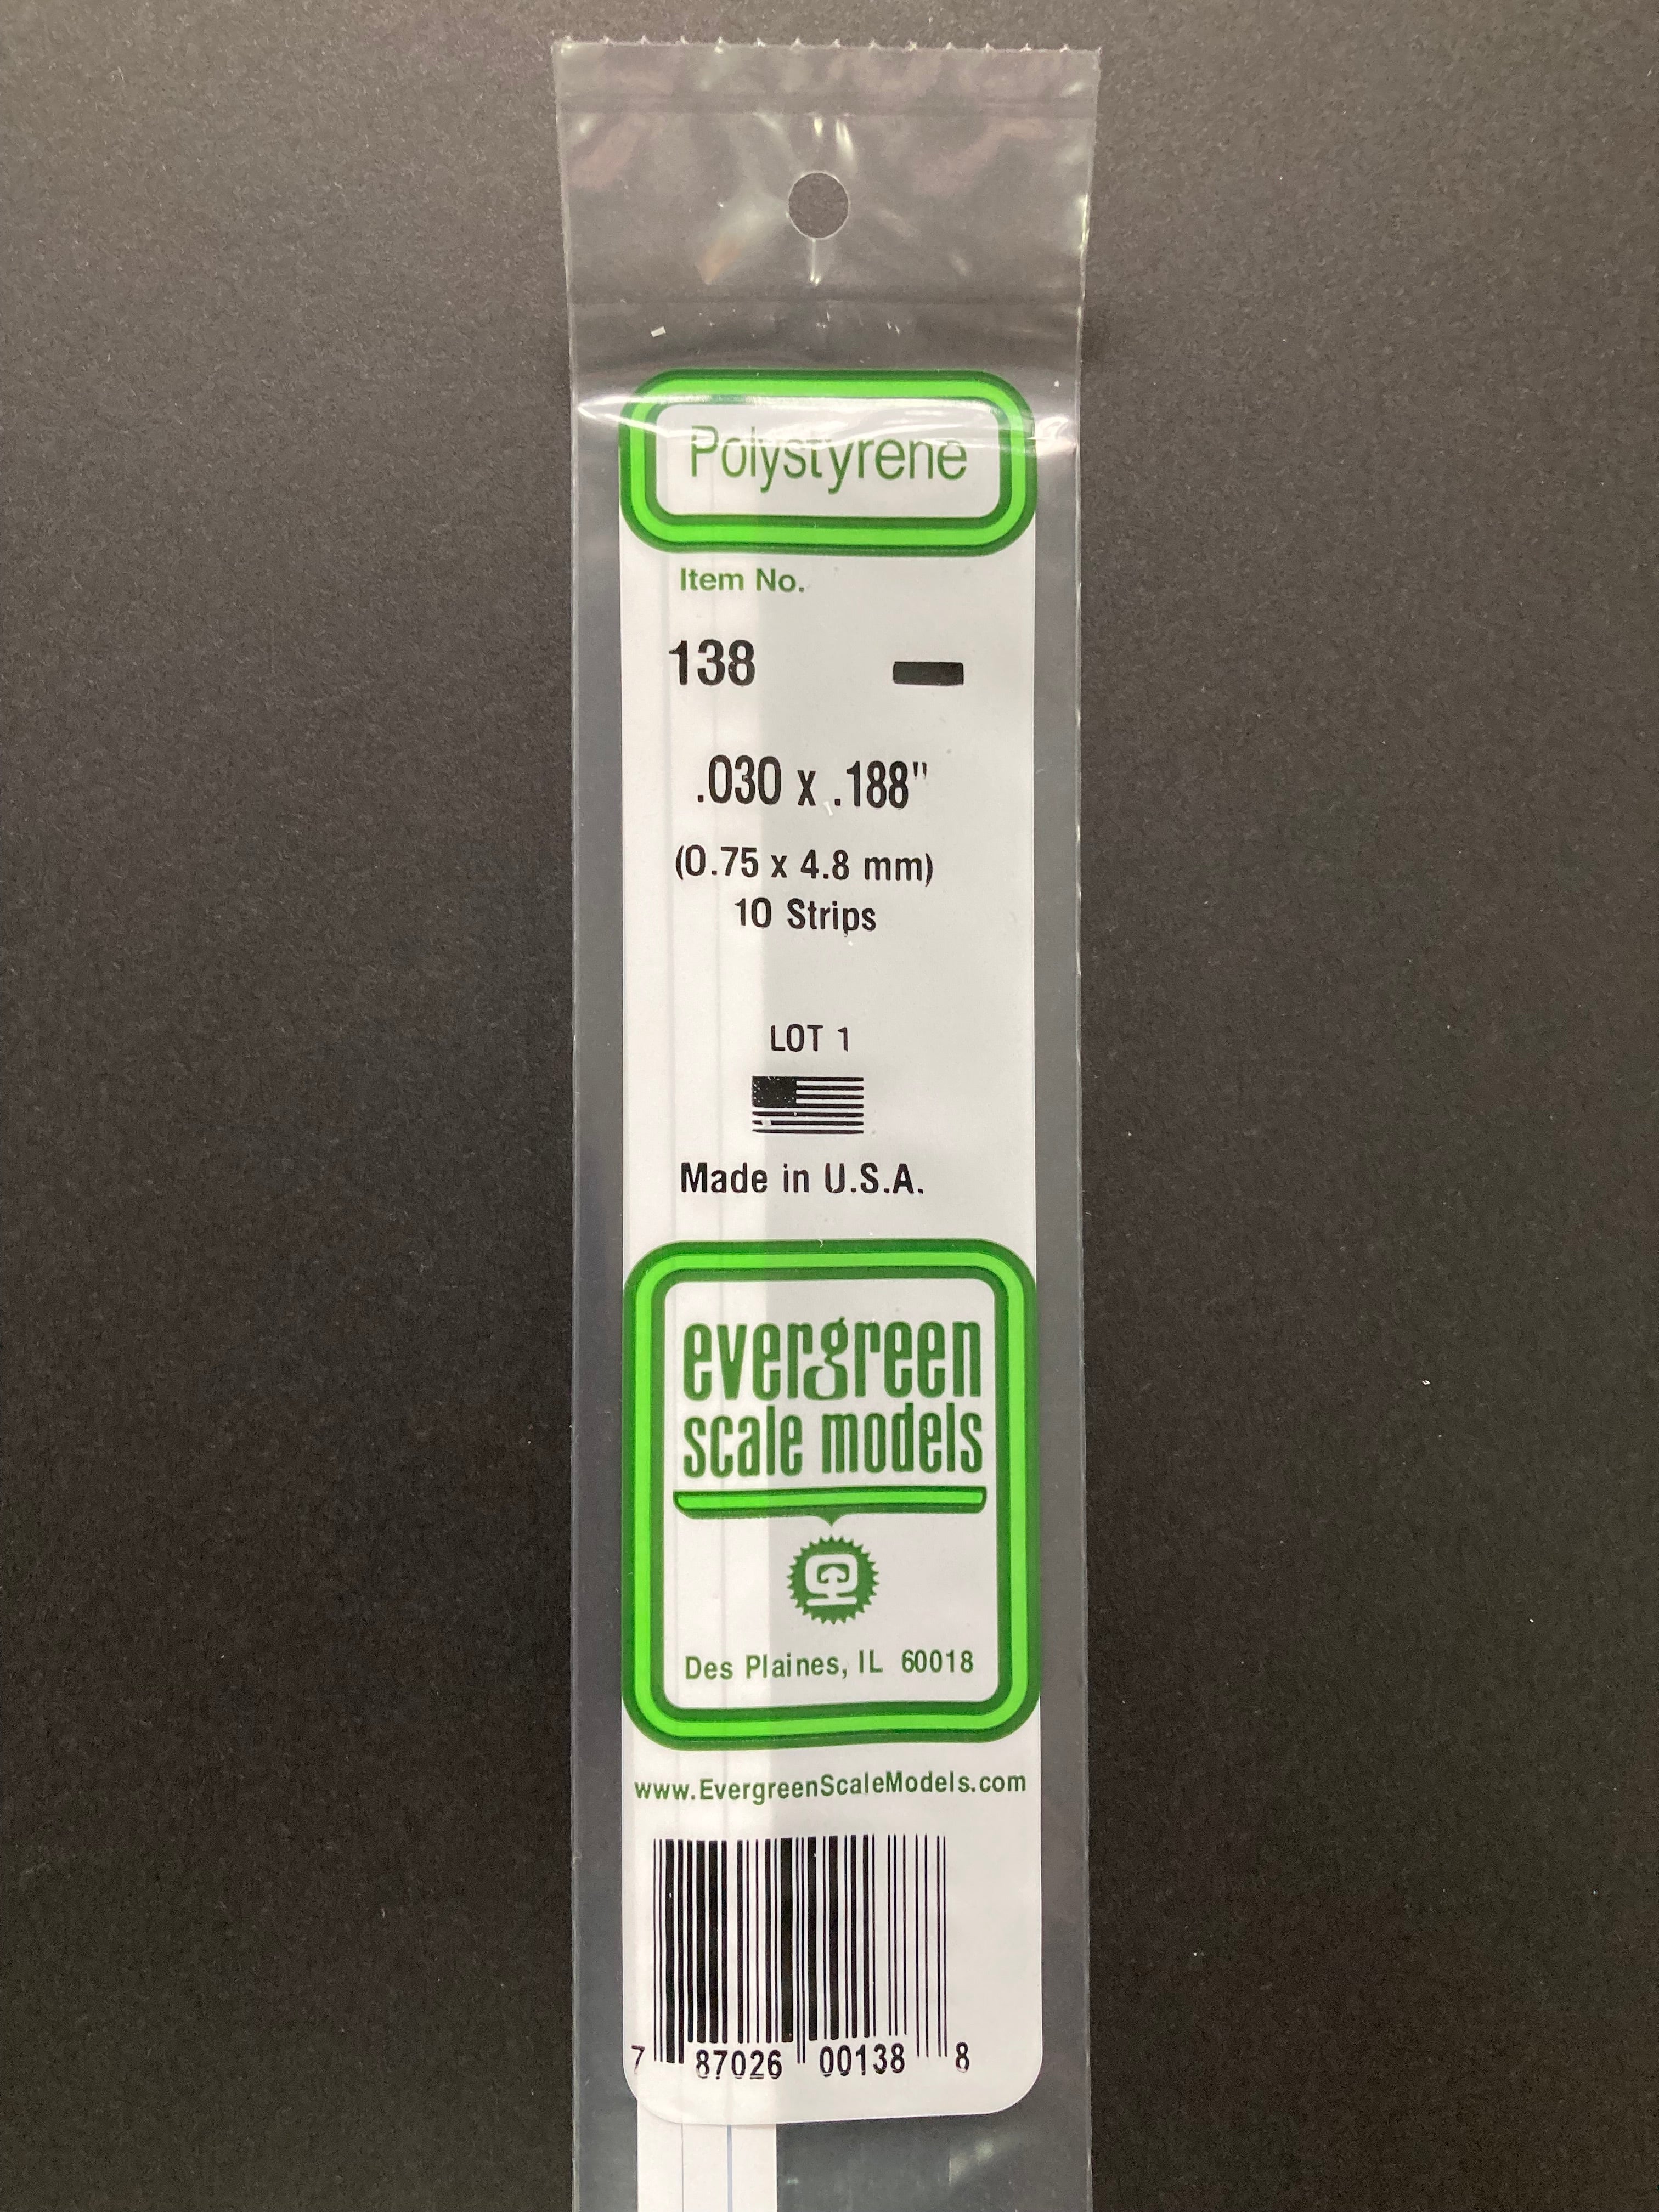 Polystyrene
Item No.
138
.030 x .188"
(0.75 x 4.8 mm)
10 Strips
LOT 1
Made in U.S.A.
evergreen
scale models
Des Plaines, IL 60018
www.EvergreenScaleModels.com
7 87026 00138 8